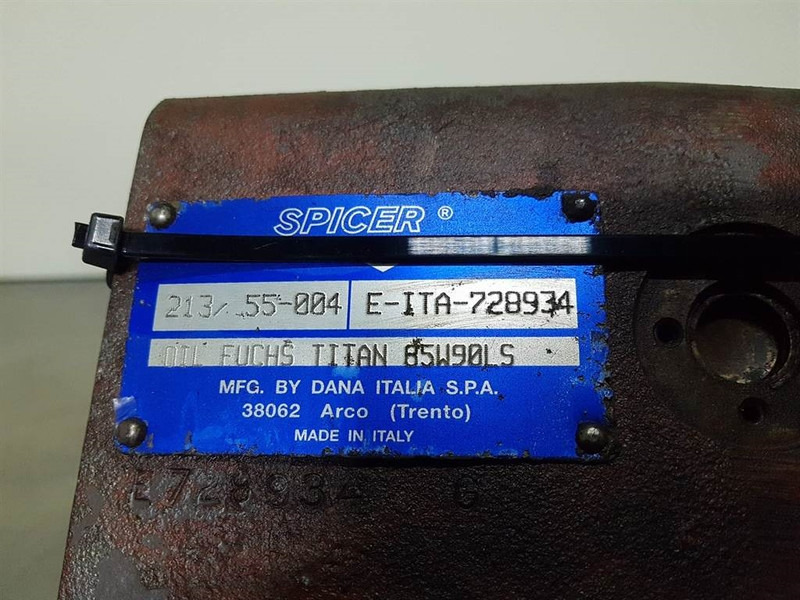 SPICER ®
213/ 55-004 E-ITA-728934
OIL FUCHS TITAN 85W90LS
MFG. BY DANA ITALIA S.P.A.
38062 Arco (Trento)
MADE IN ITALY
E728934 G